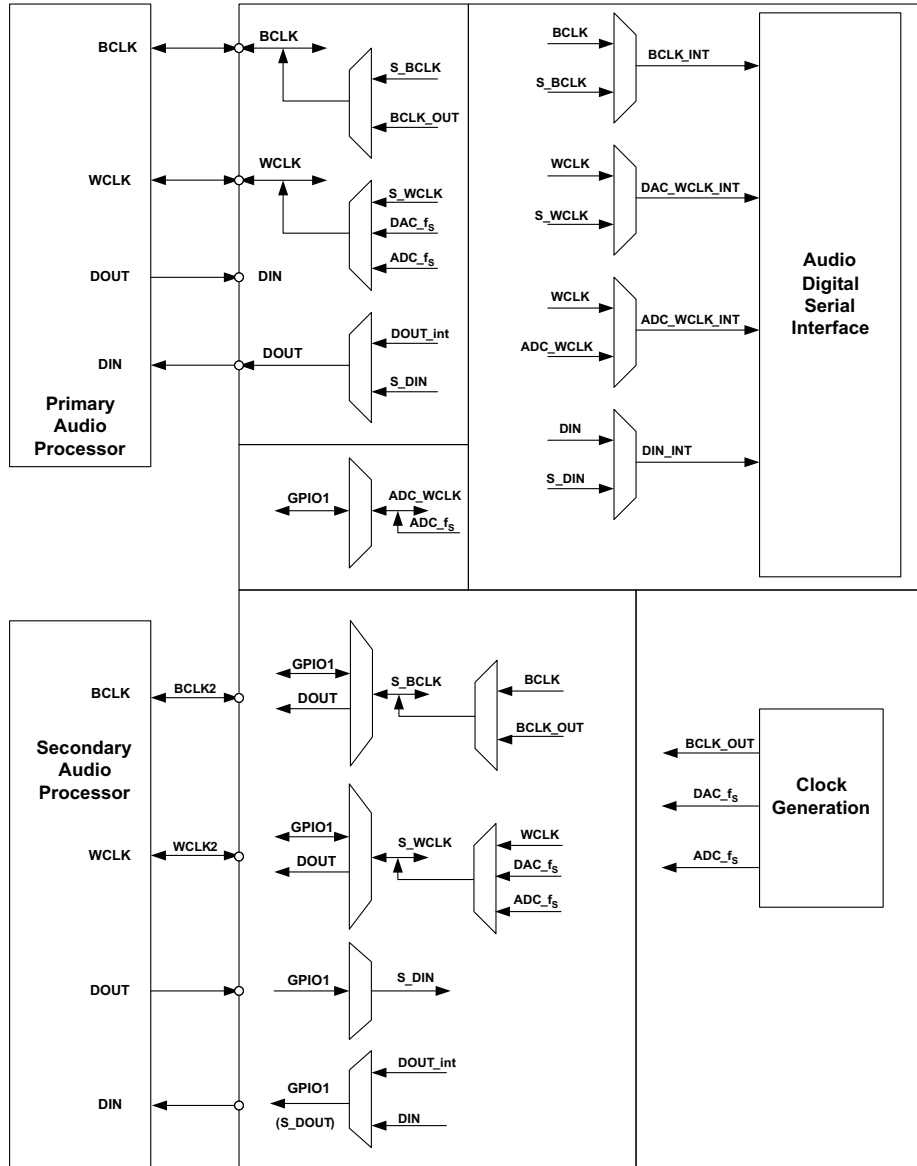 BCLK
WCLK
DOUT
DIN
Primary
Audio
Processor
BCLK
S_BCLK
BCLK_OUT
WCLK
S_WCLK
DAC_fS
ADC_fS
DIN
DOUT_int
DOUT
S_DIN
GPIO1
ADC_WCLK
ADC_fS
BCLK
BCLK_INT
S_BCLK
WCLK
DAC_WCLK_INT
S_WCLK
WCLK
ADC_WCLK_INT
ADC_WCLK
DIN
DIN_INT
S_DIN
Audio
Digital
Serial
Interface
BCLK
BCLK2
Secondary
Audio
Processor
WCLK
WCLK2
DOUT
DIN
GPIO1
DOUT
S_BCLK
BCLK
BCLK_OUT
GPIO1
DOUT
S_WCLK
WCLK
DAC_fS
ADC_fS
GPIO1
S_DIN
DOUT_int
GPIO1
(S_DOUT)
DIN
BCLK_OUT
DAC_fS
ADC_fS
Clock
Generation